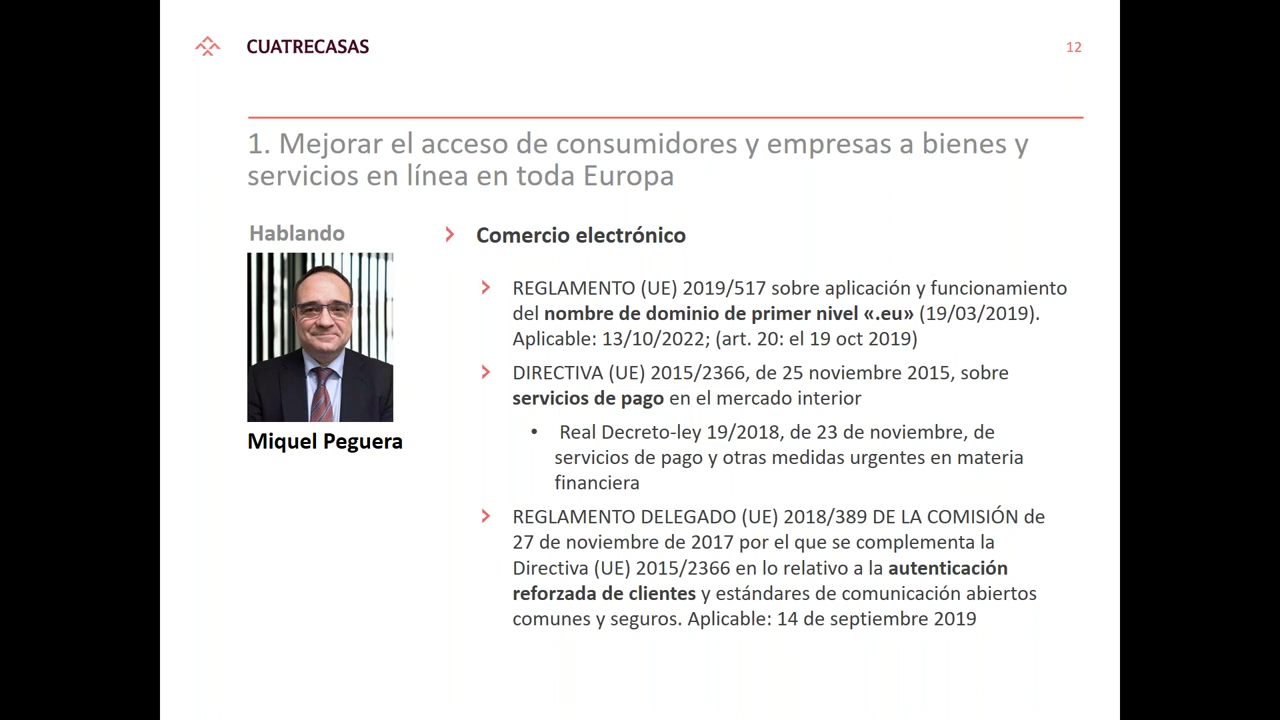 CUATRECASAS
12
1. Mejorar el acceso de consumidores y empresas a bienes y
servicios en línea en toda Europa
Hablando
Miquel Peguera
Comercio electrónico
REGLAMENTO (UE) 2019/517 sobre aplicación y funcionamiento
del nombre de dominio de primer nivel «.eu» (19/03/2019).
Aplicable: 13/10/2022; (art. 20: el 19 oct 2019)
DIRECTIVA (UE) 2015/2366, de 25 noviembre 2015, sobre
servicios de pago en el mercado interior
• Real Decreto-ley 19/2018, de 23 de noviembre, de
servicios de pago y otras medidas urgentes en materia
financiera
REGLAMENTO DELEGADO (UE) 2018/389 DE LA COMISIÓN de
27 de noviembre de 2017 por el que se complementa la
Directiva (UE) 2015/2366 en lo relativo a la autenticación
reforzada de clientes y estándares de comunicación abiertos
comunes y seguros. Aplicable: 14 de septiembre 2019